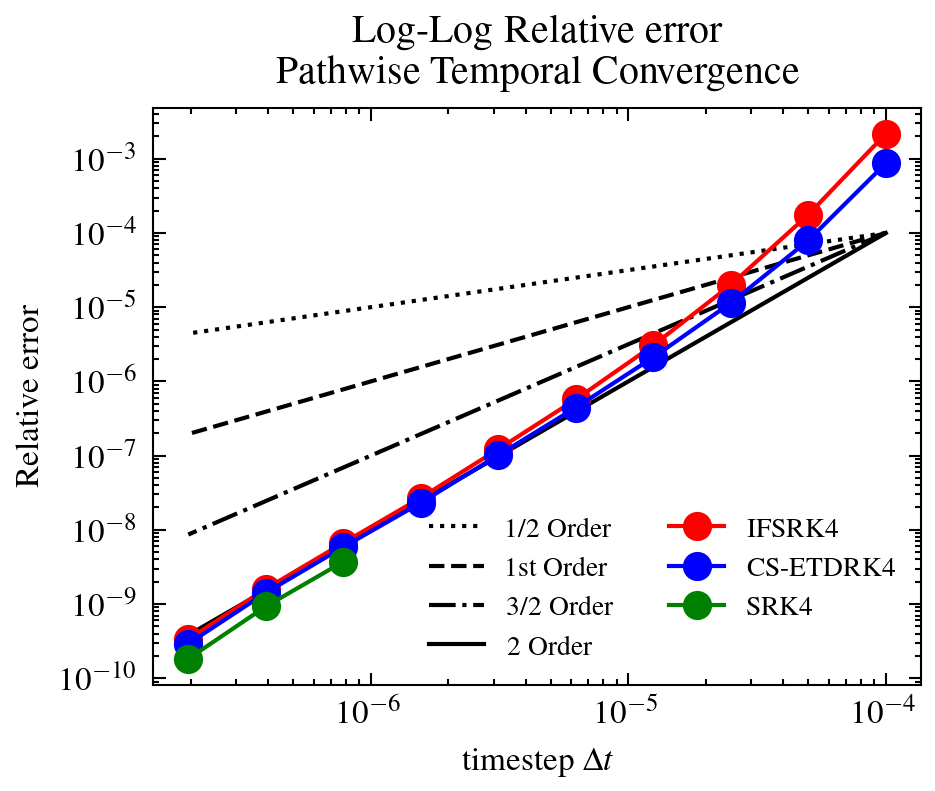 Log-Log Relative error
Pathwise Temporal Convergence
Relative error
10⁻³
10⁻⁴
10⁻⁵
10⁻⁶
10⁻⁷
10⁻⁸
10⁻⁹
10⁻¹⁰
1/2 Order
1st Order
3/2 Order
2 Order
IFSRK4
CS-ETDRK4
SRK4
10⁻⁶
10⁻⁵
10⁻⁴
timestep Δt